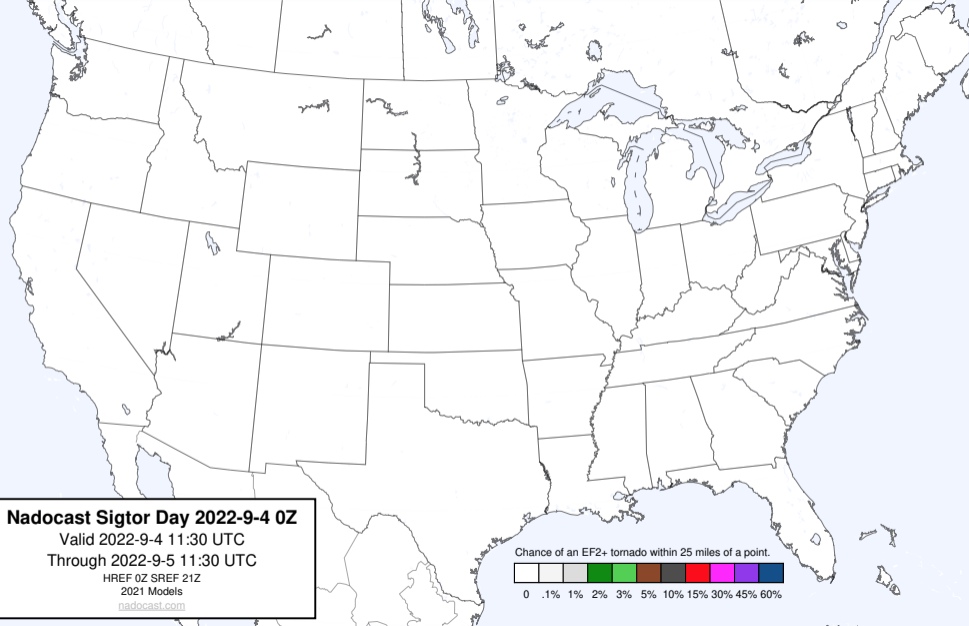 Nadocast Sigtor Day 2022-9-4 0Z
Valid 2022-9-4 11:30 UTC
Through 2022-9-5 11:30 UTC
HREF 0Z SREF 21Z
2021 Models
nadocast.com
Chance of an EF2+ tornado within 25 miles of a point.
0 .1% 1% 2% 3% 5% 10% 15% 30% 45% 60%